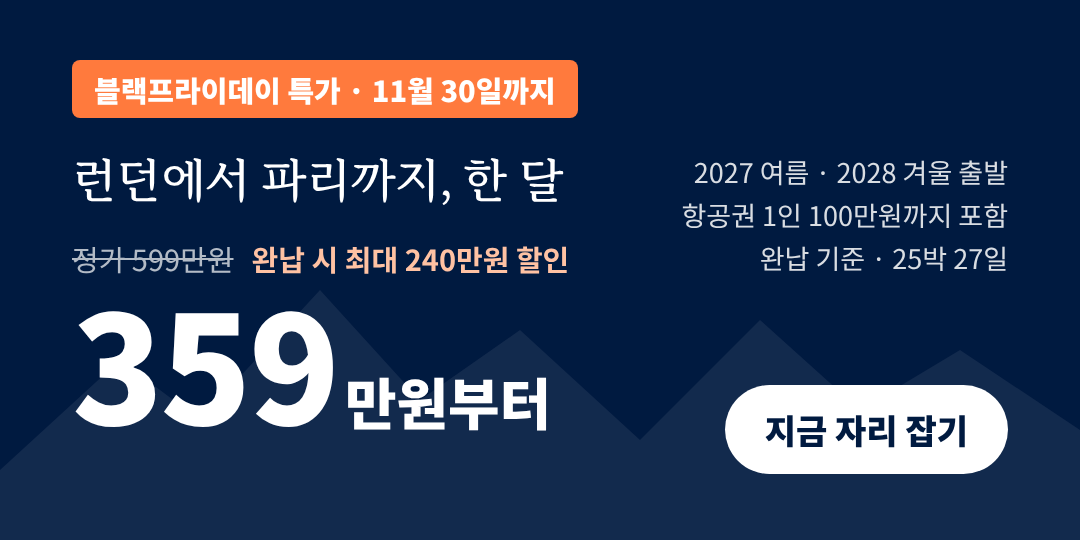 블랙프라이데이 특가 · 11월 30일까지
런던에서 파리까지, 한 달
정가 599만원 완납 시 최대 240만원 할인
359만원부터
2027 여름 · 2028 겨울 출발
항공권 1인 100만원까지 포함
완납 기준 · 25박 27일
지금 자리 잡기